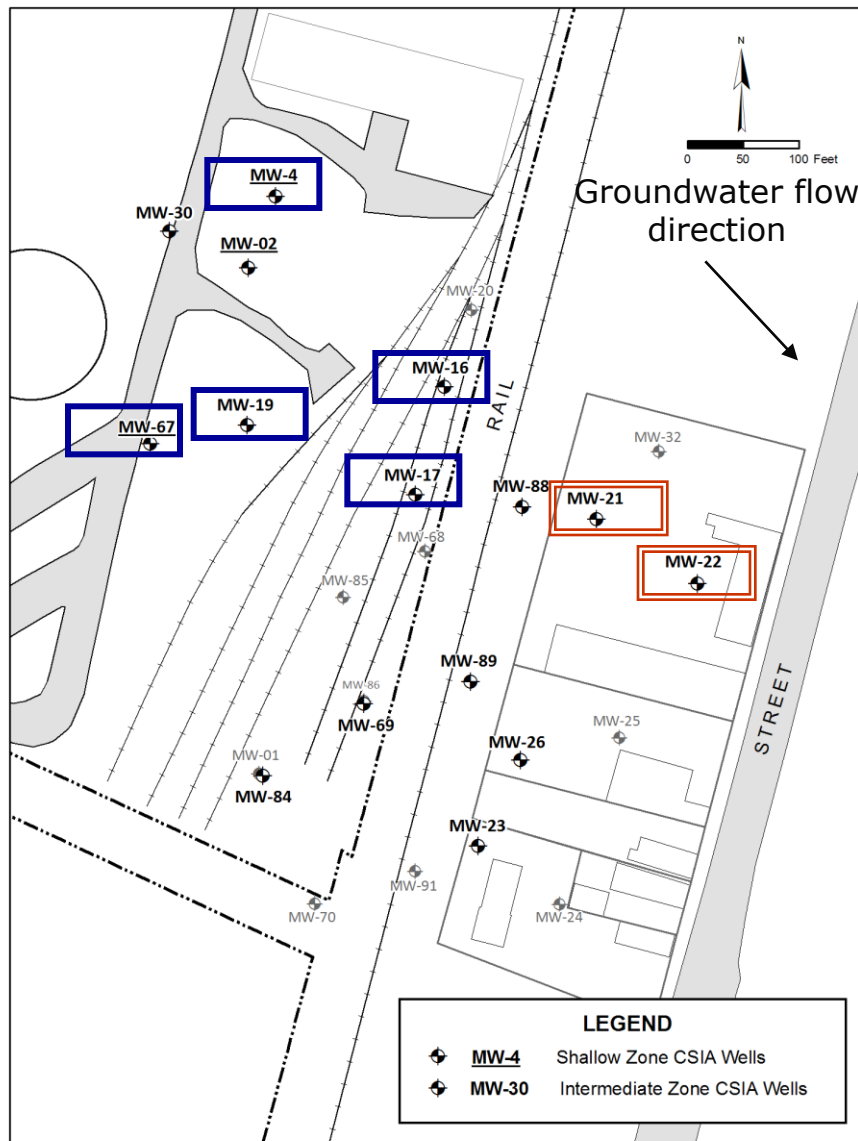 N
0 50 100 Feet
Groundwater flow
direction
MW-4
MW-30
MW-02
MW-20
MW-16
RAIL
MW-19
MW-67
MW-32
MW-17
MW-88
MW-21
MW-68
MW-22
MW-85
MW-89
MW-86
MW-69
STREET
MW-25
MW-26
MW-01
MW-84
MW-23
MW-91
MW-70
MW-24
LEGEND
MW-4 Shallow Zone CSIA Wells
MW-30 Intermediate Zone CSIA Wells